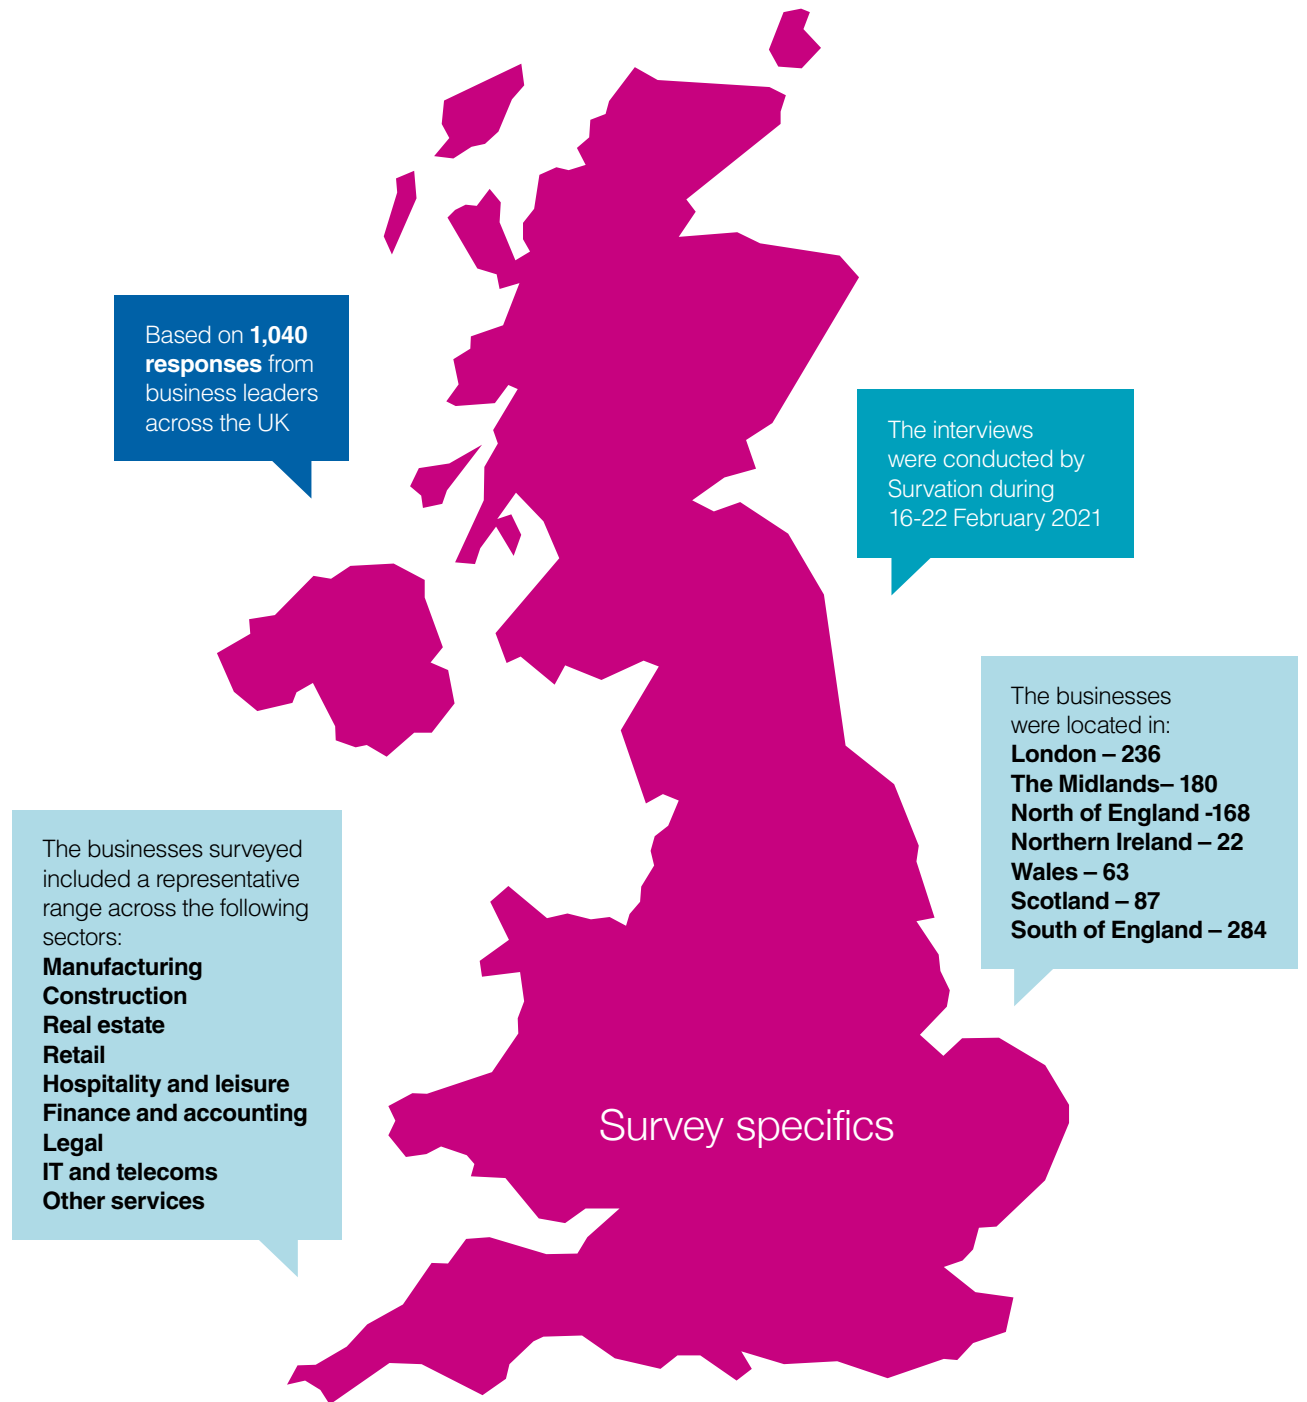 Based on 1,040
responses from
business leaders
across the UK
The interviews
were conducted by
Survation during
16-22 February 2021
The businesses
were located in:
London – 236
The Midlands– 180
North of England -168
Northern Ireland – 22
Wales – 63
Scotland – 87
South of England – 284
The businesses surveyed
included a representative
range across the following
sectors:
Manufacturing
Construction
Real estate
Retail
Hospitality and leisure
Finance and accounting
Legal
IT and telecoms
Other services
Survey specifics